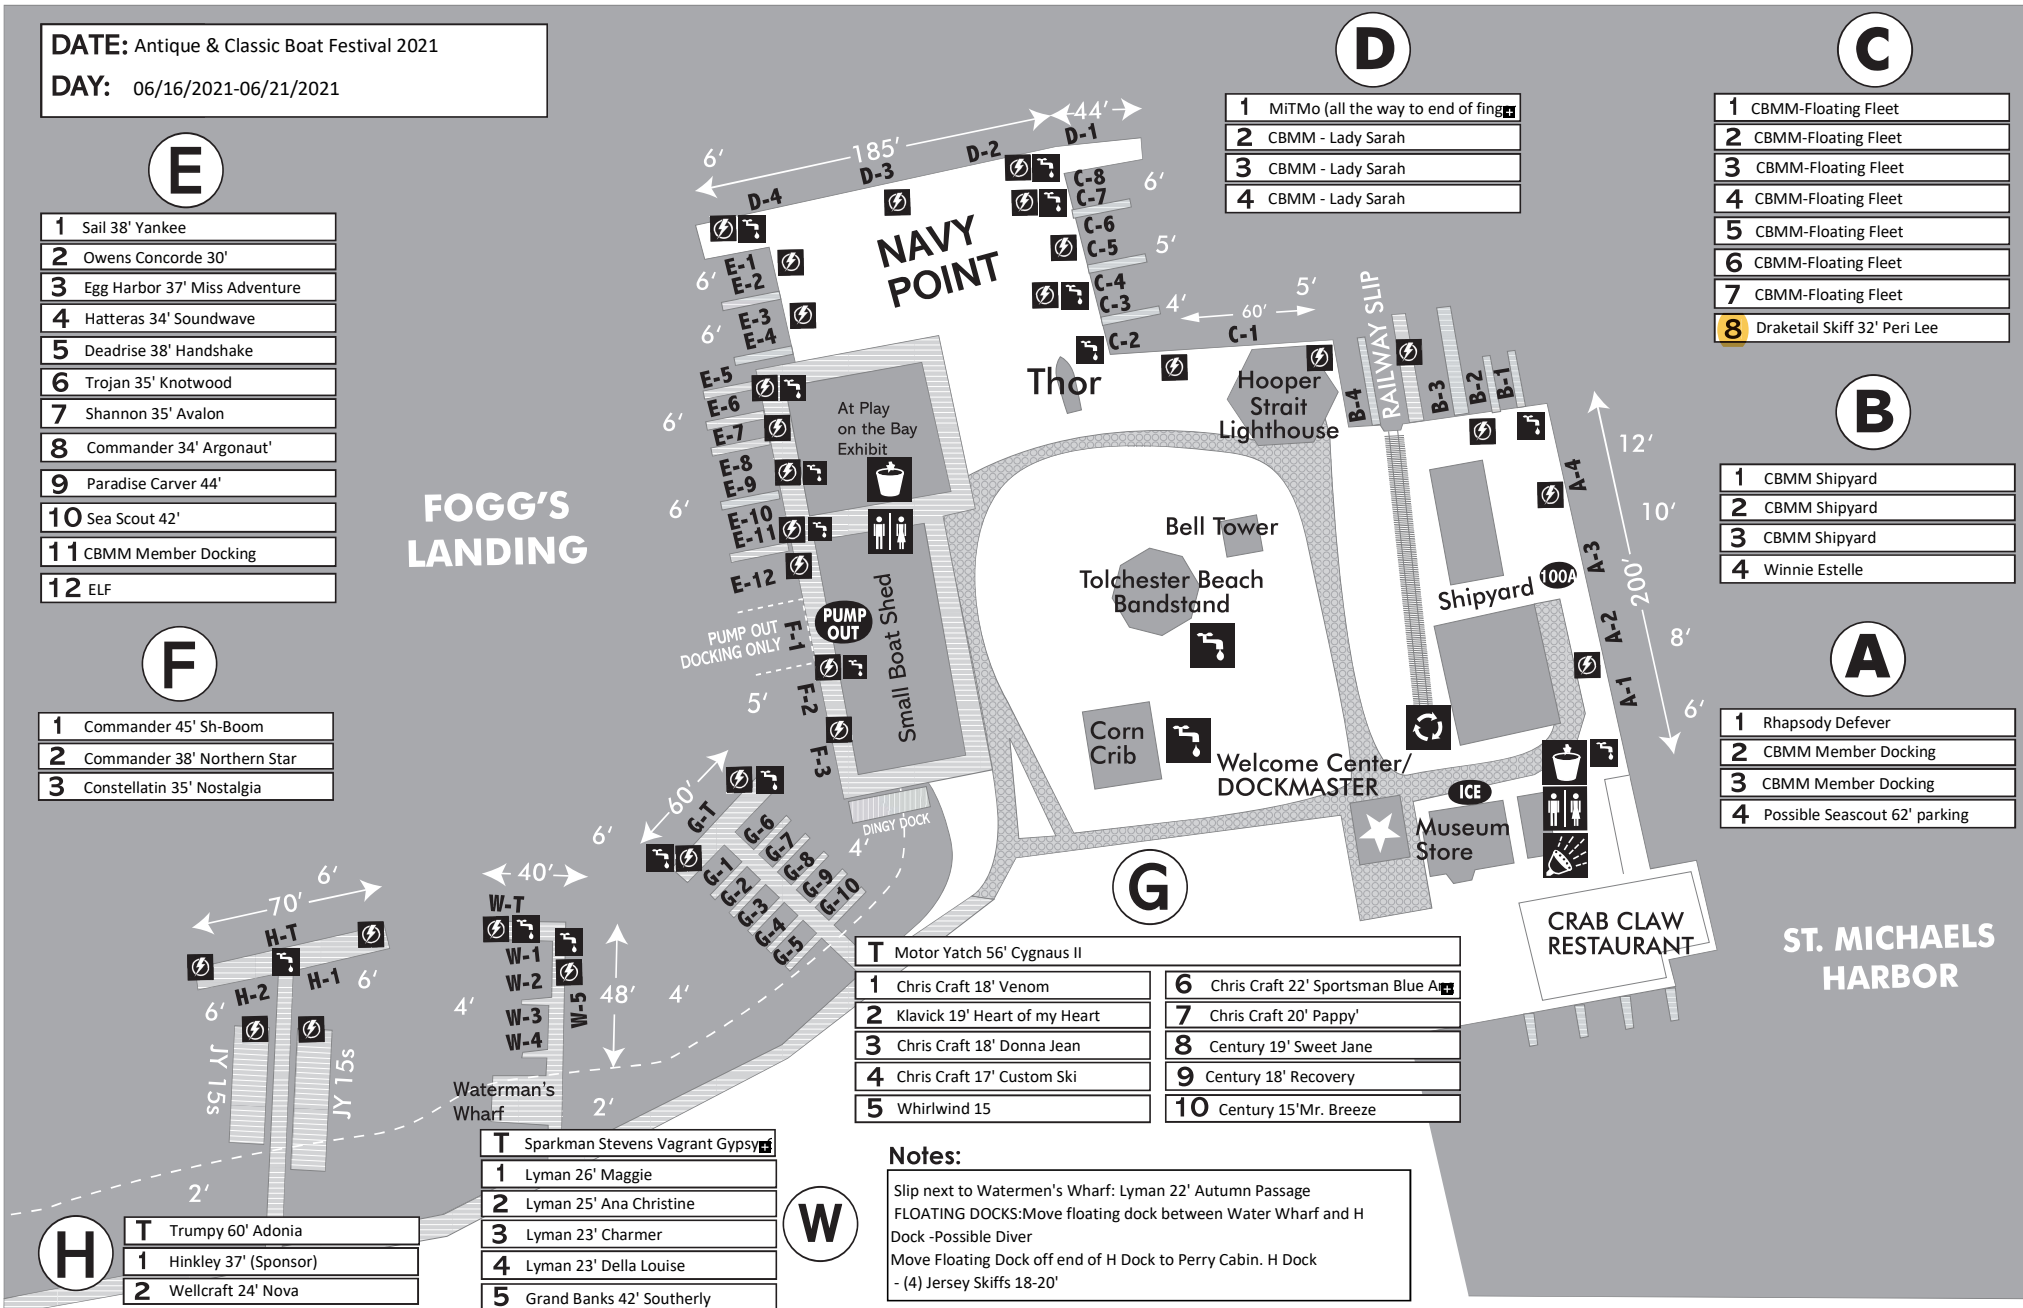 DATE: Antique & Classic Boat Festival 2021
DAY: 06/16/2021-06/21/2021
E
1 Sail 38' Yankee
2 Owens Concorde 30'
3 Egg Harbor 37' Miss Adventure
4 Hatteras 34' Soundwave
5 Deadrise 38' Handshake
6 Trojan 35' Knotwood
7 Shannon 35' Avalon
8 Commander 34' Argonaut'
9 Paradise Carver 44'
10 Sea Scout 42'
11 CBMM Member Docking
12 ELF
F
1 Commander 45' Sh-Boom
2 Commander 38' Northern Star
3 Constellatin 35' Nostalgia
D
1 MiTMo (all the way to end of fing
2 CBMM - Lady Sarah
3 CBMM - Lady Sarah
4 CBMM - Lady Sarah
C
1 CBMM-Floating Fleet
2 CBMM-Floating Fleet
3 CBMM-Floating Fleet
4 CBMM-Floating Fleet
5 CBMM-Floating Fleet
6 CBMM-Floating Fleet
7 CBMM-Floating Fleet
8 Draketail Skiff 32' Peri Lee
B
1 CBMM Shipyard
2 CBMM Shipyard
3 CBMM Shipyard
4 Winnie Estelle
A
1 Rhapsody Defever
2 CBMM Member Docking
3 CBMM Member Docking
4 Possible Seascout 62' parking
6' 185' 44'
D-4 D-3 D-2 D-1
NAVY
POINT
C-8
C-7
6'
C-6
C-5
5'
C-4
C-3
4'
60'
5'
C-2
C-1
E-1
E-2
6'
E-3
E-4
6'
E-5
E-6
6'
E-7
E-8
E-9
6'
E-10
E-11
E-12
FOGG'S
LANDING
At Play
on the Bay
Exhibit
Thor
Hooper
Strait
Lighthouse
RAILWAY SLIP
B-4
B-3
B-2
B-1
12'
A-4
10'
A-3
200'
A-2
8'
A-1
6'
Bell Tower
Tolchester Beach
Bandstand
Shipyard
100A
PUMP
OUT
PUMP OUT
DOCKING ONLY
F-1
F-2
5'
F-3
Small Boat Shed
Corn
Crib
Welcome Center/
DOCKMASTER
ICE
Museum
Store
CRAB CLAW
RESTAURANT
ST. MICHAELS
HARBOR
DINGY DOCK
4'
60'
6'
G-T
G-6
G-7
G-8
G-9
G-10
G-1
G-2
G-3
G-4
G-5
6'
70'
H-T
H-1
H-2
6'
6'
JY 15s
JY 15s
2'
40'
W-T
W-1
W-2
W-3
W-4
W-5
4'
48'
4'
2'
Waterman's
Wharf
G
T Motor Yatch 56' Cygnaus II
1 Chris Craft 18' Venom
2 Klavick 19' Heart of my Heart
3 Chris Craft 18' Donna Jean
4 Chris Craft 17' Custom Ski
5 Whirlwind 15
6 Chris Craft 22' Sportsman Blue
7 Chris Craft 20' Pappy'
8 Century 19' Sweet Jane
9 Century 18' Recovery
10 Century 15'Mr. Breeze
H
T Trumpy 60' Adonia
1 Hinkley 37' (Sponsor)
2 Wellcraft 24' Nova
W
T Sparkman Stevens Vagrant Gypsy
1 Lyman 26' Maggie
2 Lyman 25' Ana Christine
3 Lyman 23' Charmer
4 Lyman 23' Della Louise
5 Grand Banks 42' Southerly
Notes:
Slip next to Watermen's Wharf: Lyman 22' Autumn Passage
FLOATING DOCKS:Move floating dock between Water Wharf and H
Dock -Possible Diver
Move Floating Dock off end of H Dock to Perry Cabin. H Dock
- (4) Jersey Skiffs 18-20'